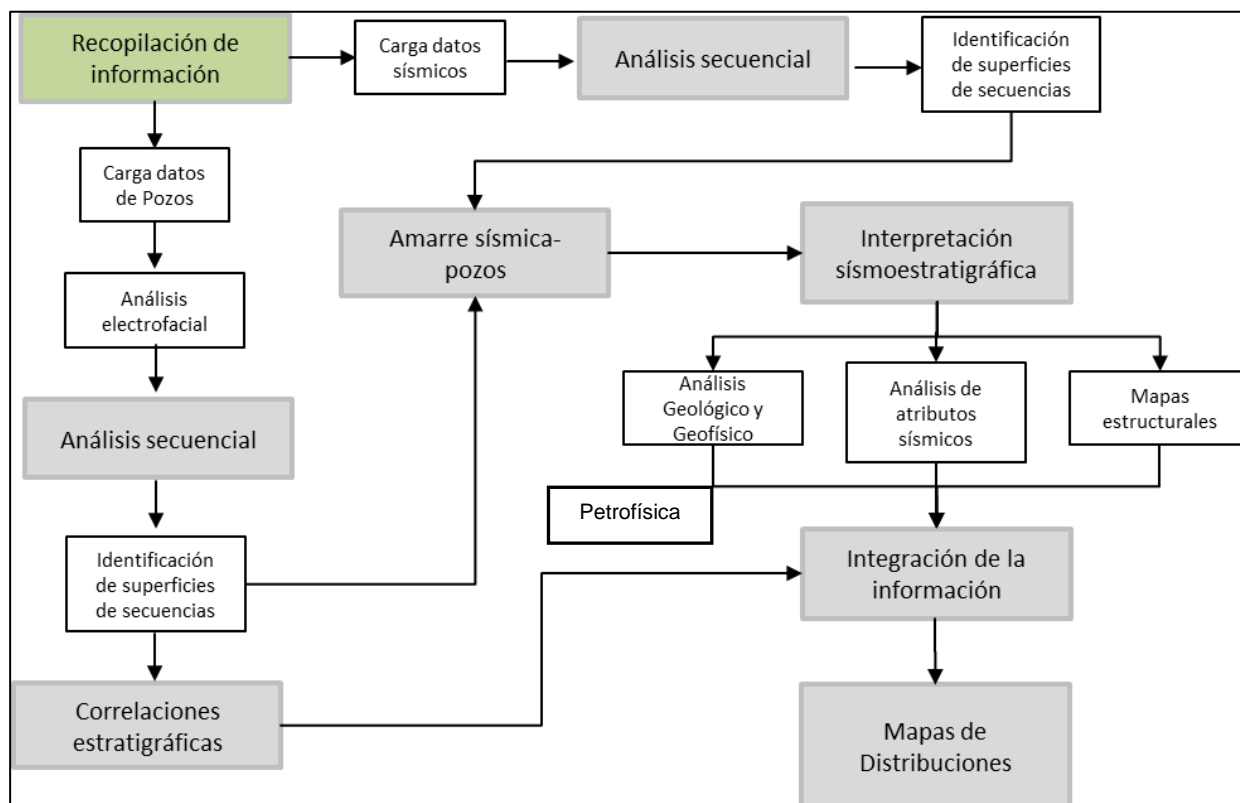 Recopilación de
información
Carga datos
sísmicos
Análisis secuencial
Identificación
de superficies
de secuencias
Carga datos
de Pozos
Amarre sísmica-
pozos
Interpretación
sísmoestratigráfica
Análisis
electrofacial
Análisis
Geológico y
Geofísico
Análisis de
atributos
sísmicos
Mapas
estructurales
Análisis secuencial
Petrofísica
Identificación
de superficies
de secuencias
Integración de la
información
Correlaciones
estratigráficas
Mapas de
Distribuciones